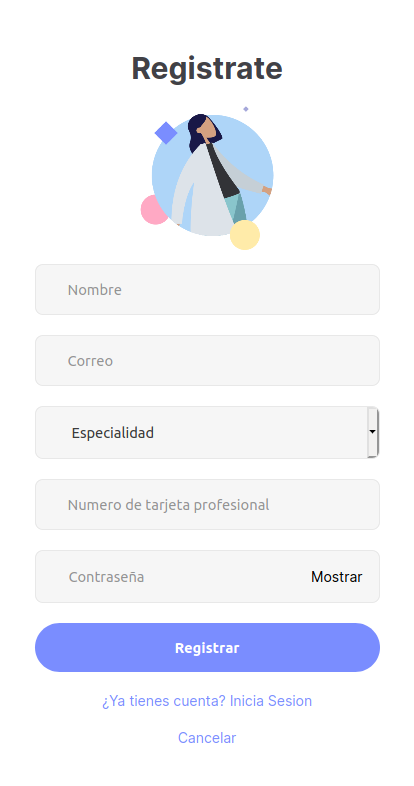 Registrate
Nombre
Correo
Especialidad
Numero de tarjeta profesional
Contraseña Mostrar
Registrar
¿Ya tienes cuenta? Inicia Sesion
Cancelar